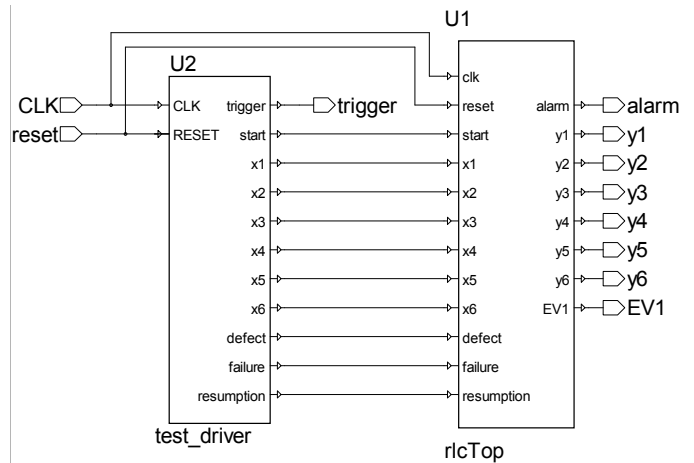 U1
U2
clk
CLK CLK trigger trigger reset alarm alarm
reset RESET start start y1 y1
x1 x1 y2 y2
x2 x2 y3 y3
x3 x3 y4 y4
x4 x4 y5 y5
x5 x5 y6 y6
x6 x6 EV1 EV1
defect defect
failure failure
resumption resumption
test_driver
rlcTop